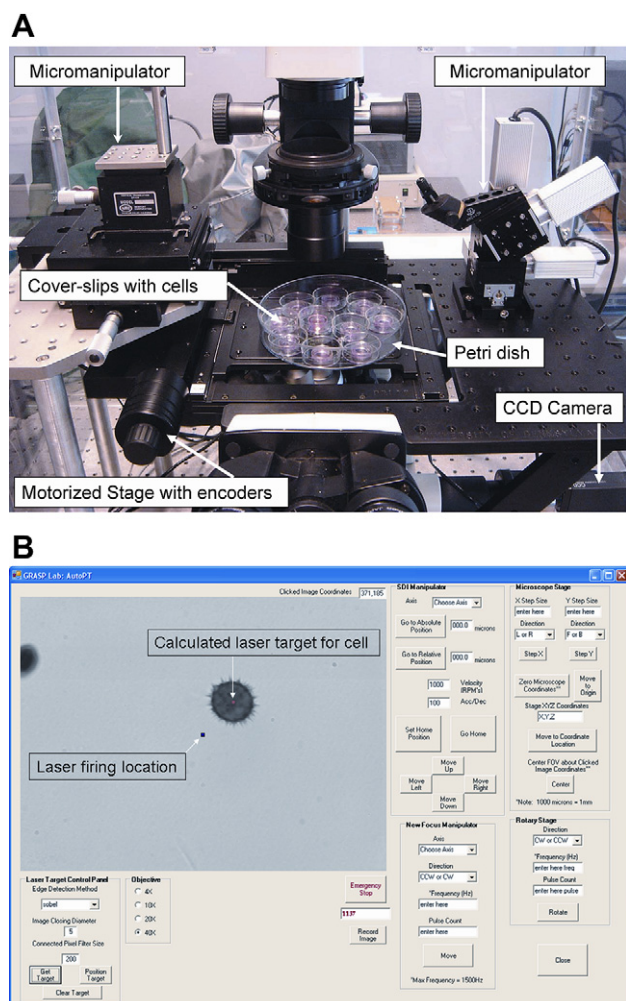 A
Micromanipulator
Micromanipulator
Cover-slips with cells
Petri dish
CCD Camera
Motorized Stage with encoders
B
GRASP Lab: AutoPT
Clicked Image Coordinates 371,185
Calculated laser target for cell
Laser firing location
SDI Manipulator
Axis Choose Axis
Go to Absolute Position 000.0 microns
Go to Relative Position 000.0 microns
1000 Velocity (RPM's)
100 Acc/Dec
Set Home Position
Go Home
Move Up
Move Left
Move Right
Move Down
Microscope Stage
X Step Size Y Step Size
enter here enter here
Direction Direction
L or R F or B
Step X Step Y
Zero Microscope Coordinates**
Move to Origin
Stage XYZ Coordinates
X,Y,Z
Move to Coordinate Location
Center FOV about Clicked Image Coordinates**
Center
*Note: 1000 microns = 1mm
New Focus Manipulator
Axis
Choose Axis
Direction
CCW or CW
*Frequency (Hz)
enter here
Pulse Count
enter here
Move
*Max Frequency = 1500Hz
Rotary Stage
Direction
CW or CCW
*Frequency (Hz)
enter here freq
Pulse Count
enter here pulse
Rotate
Close
Laser Target Control Panel
Edge Detection Method
sobel
Image Closing Diameter
5
Connected Pixel Filter Size
200
Get Target
Position Target
Clear Target
Objective
4X
10X
20X
40X
Emergency Stop
Record Image